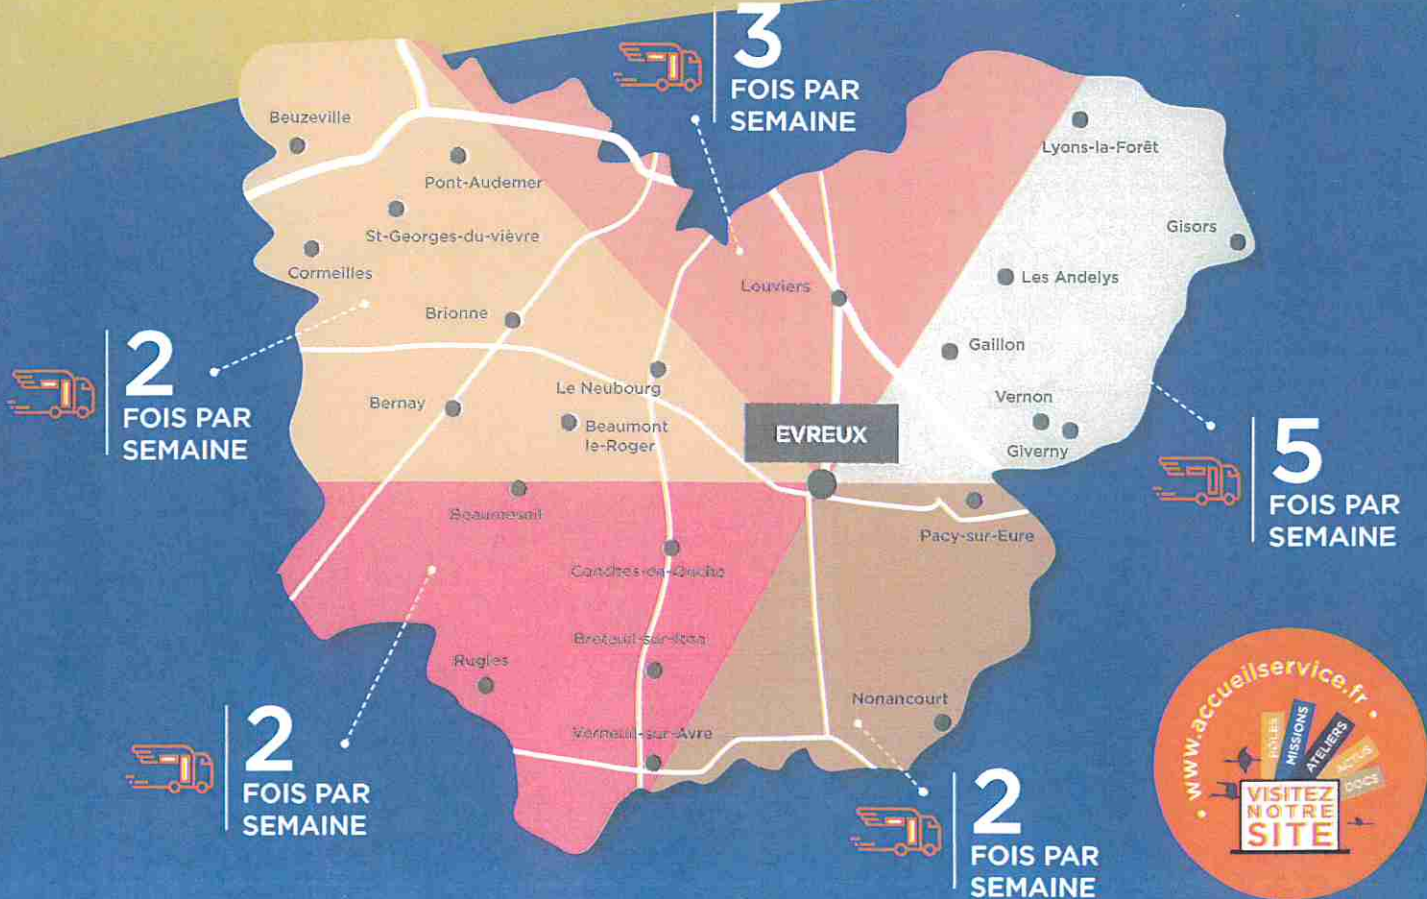 3
FOIS PAR
SEMAINE
Beuzeville
Pont-Audemer
St-Georges-du-vièvre
Cormeilles
Brionne
Lyons-la-Forêt
Gisors
Les Andelys
Louviers
Gaillon
Vernon
Giverny
2
FOIS PAR
SEMAINE
Bernay
Le Neubourg
Beaumont
le-Roger
EVREUX
5
FOIS PAR
SEMAINE
Beaumesnil
Pacy-sur-Eure
Conches-en-Ouche
Breteuil-sur-Iton
Rugles
Nonancourt
Verneuil-sur-Avre
2
FOIS PAR
SEMAINE
2
FOIS PAR
SEMAINE
• www.accueilservice.fr •
PÔLES
MISSIONS
ATELIERS
ACTUS
DOCS
VISITEZ
NOTRE
SITE